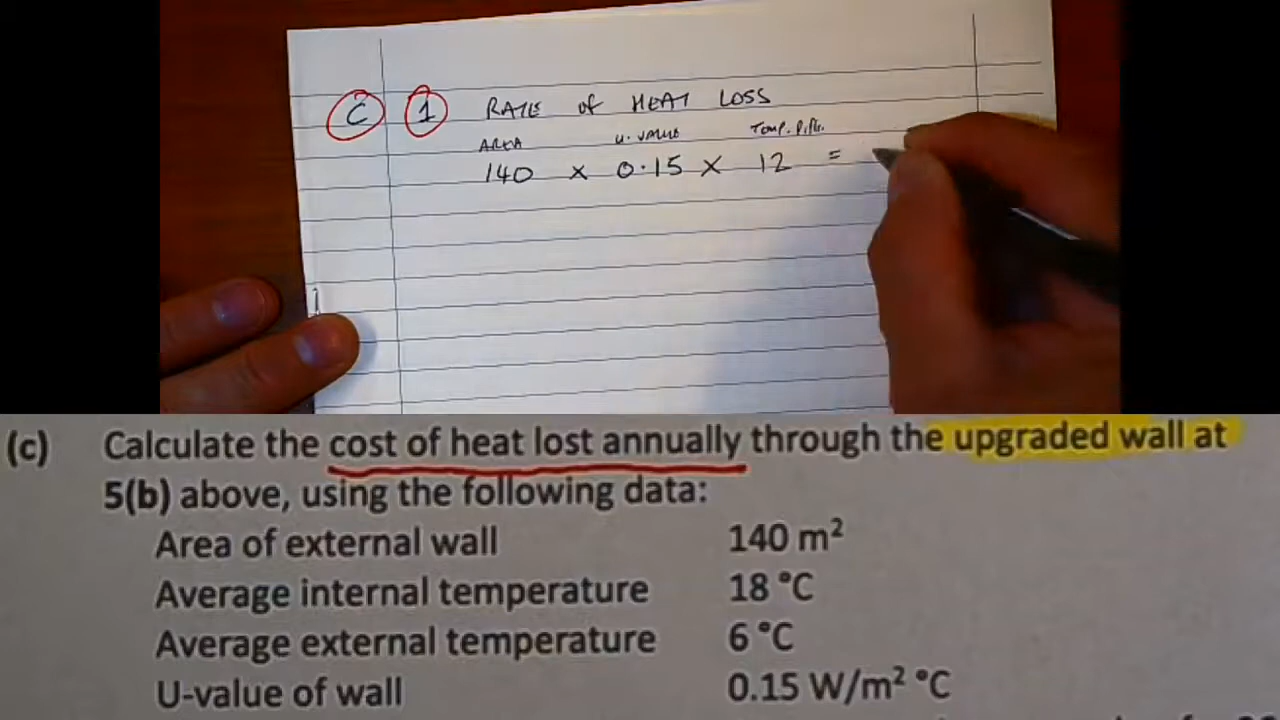 C 1 RATE of HEAT LOSS
AREA U. VALUE Temp. Diff.
140 x 0.15 x 12 =
(c) Calculate the cost of heat lost annually through the upgraded wall at
5(b) above, using the following data:
Area of external wall 140 m²
Average internal temperature 18 °C
Average external temperature 6 °C
U-value of wall 0.15 W/m² °C